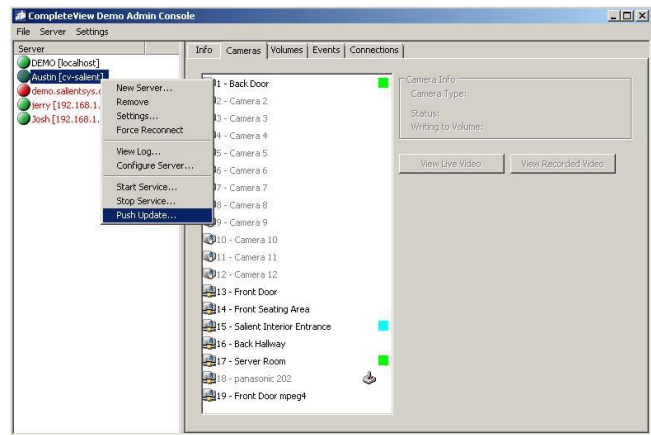 CompleteView Demo Admin Console
File Server Settings
Server
Info Cameras Volumes Events Connections
DEMO [localhost]
Austin [cv-salient]
demo.salientsys.
jerry [192.168.1.
Josh [192.168.1.
New Server...
Remove
Settings...
Force Reconnect
View Log...
Configure Server...
Start Service...
Stop Service...
Push Update...
1 - Back Door
2 - Camera 2
3 - Camera 3
4 - Camera 4
5 - Camera 5
6 - Camera 6
7 - Camera 7
8 - Camera 8
9 - Camera 9
10 - Camera 10
11 - Camera 11
12 - Camera 12
13 - Front Door
14 - Front Seating Area
15 - Salient Interior Entrance
16 - Back Hallway
17 - Server Room
18 - panasonic 202
19 - Front Door mpeg4
Camera Info
Camera Type:
Status:
Writing to Volume:
View Live Video View Recorded Video